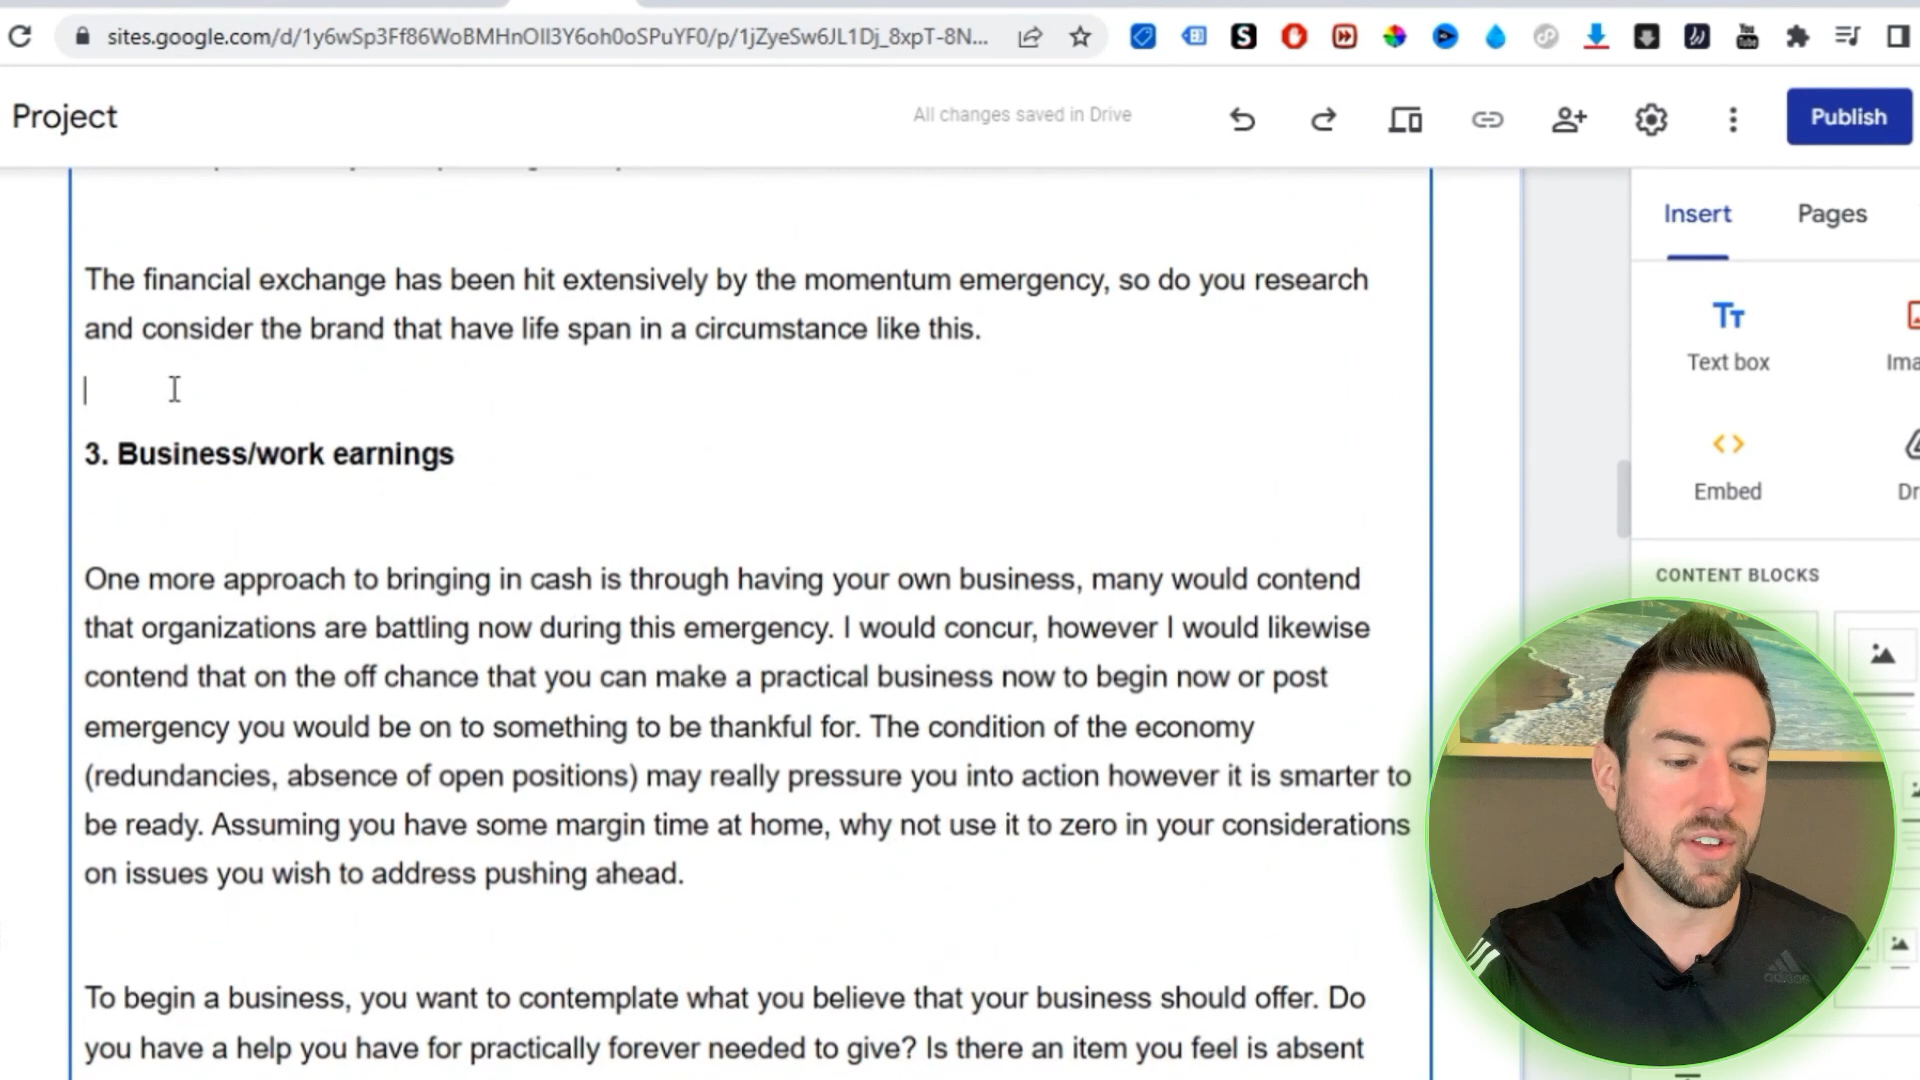 sites.google.com/d/1y6wSp3Ff86WoBMHnOIl3Y6oh0oSPuYF0/p/1jZyeSw6JL1Dj_8xpT-8N...
Project
All changes saved in Drive
Publish
Insert
Pages
The financial exchange has been hit extensively by the momentum emergency, so do you research
and consider the brand that have life span in a circumstance like this.
Text box
Ima
3. Business/work earnings
Embed
Dr
CONTENT BLOCKS
One more approach to bringing in cash is through having your own business, many would contend
that organizations are battling now during this emergency. I would concur, however I would likewise
contend that on the off chance that you can make a practical business now to begin now or post
emergency you would be on to something to be thankful for. The condition of the economy
(redundancies, absence of open positions) may really pressure you into action however it is smarter to
be ready. Assuming you have some margin time at home, why not use it to zero in your considerations
on issues you wish to address pushing ahead.
To begin a business, you want to contemplate what you believe that your business should offer. Do
you have a help you have for practically forever needed to give? Is there an item you feel is absent
adidas